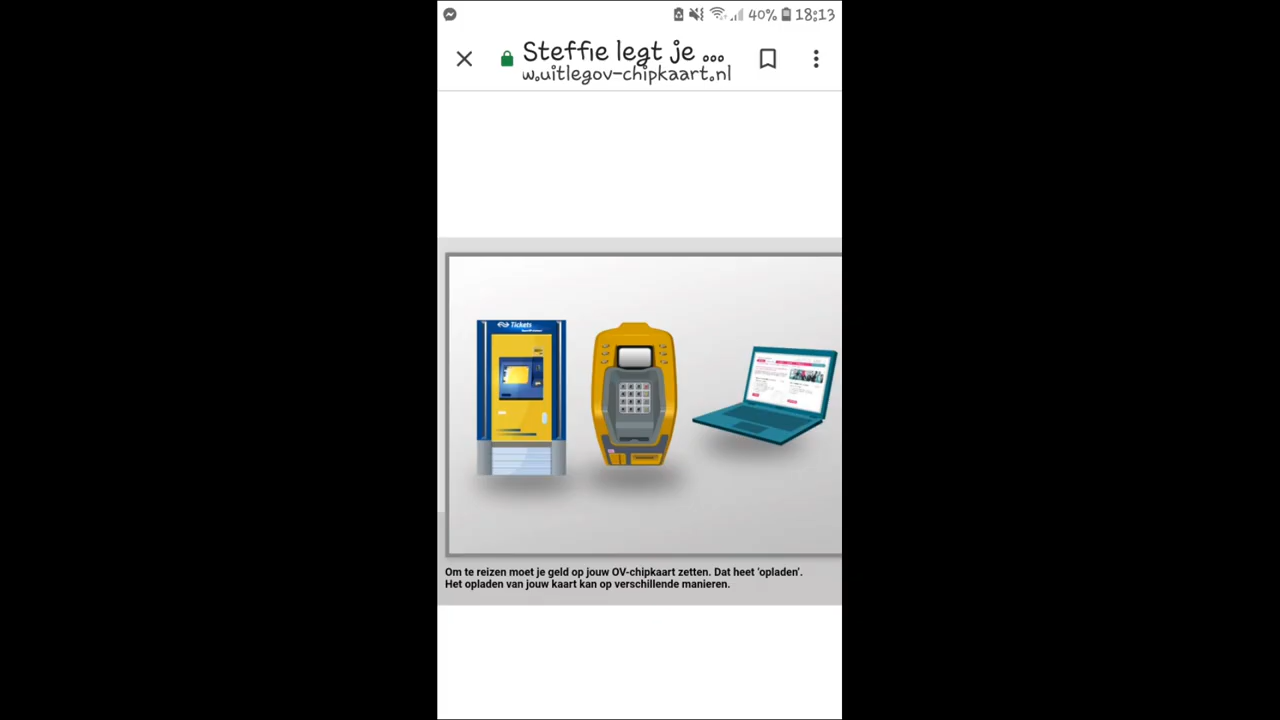 40% 18:13
Steffie legt je ...
w.uitlegov-chipkaart.nl
Tickets
Om te reizen moet je geld op jouw OV-chipkaart zetten. Dat heet ‘opladen’.
Het opladen van jouw kaart kan op verschillende manieren.